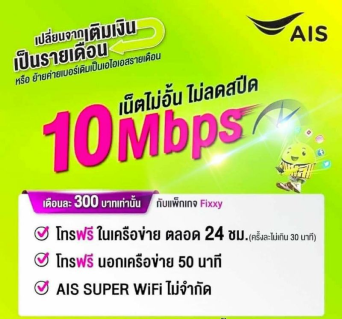 AIS
เปลี่ยนจากเติมเงิน
เป็นรายเดือน
หรือ ย้ายค่ายเบอร์เดิมเป็นเอไอเอสรายเดือน
เน็ตไม่อั้น ไม่ลดสปีด
10Mbps
เดือนละ 300 บาทเท่านั้น กับแพ็กเกจ Fixxy
โทรฟรี ในเครือข่าย ตลอด 24 ชม.(ครั้งละไม่เกิน 30 นาที)
โทรฟรี นอกเครือข่าย 50 นาที
AIS SUPER WiFi ไม่จำกัด